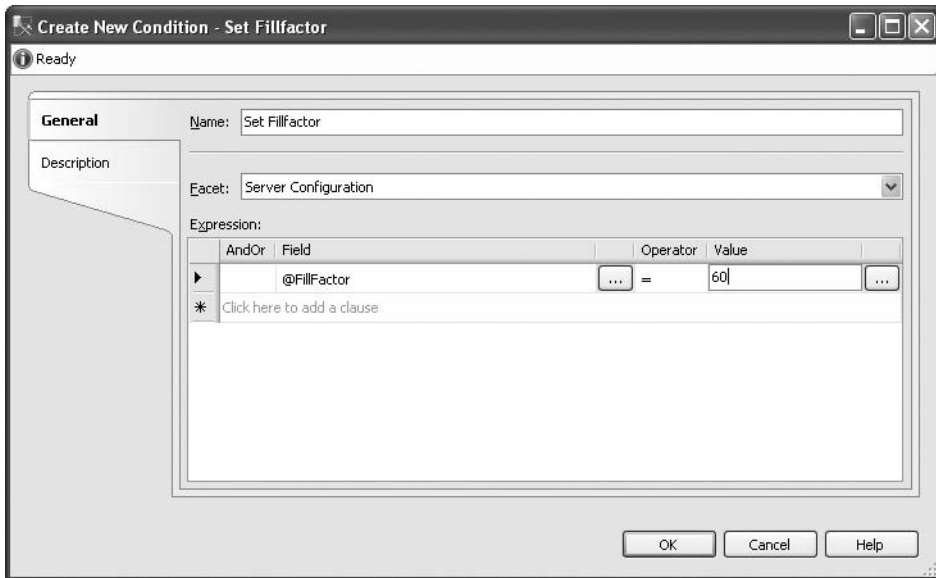 Create New Condition - Set Fillfactor
Ready
General
Description
Name: Set Fillfactor
Facet: Server Configuration
Expression:
AndOr Field Operator Value
@FillFactor ... = 60 ...
Click here to add a clause
OK Cancel Help